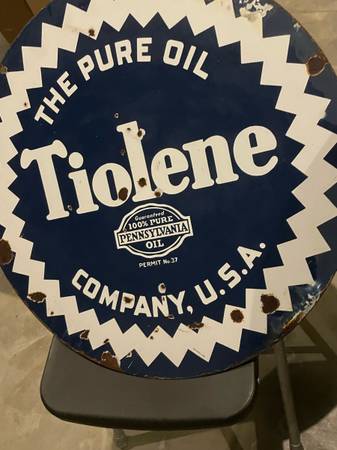 THE PURE OIL
Tiolene
Guaranteed
100% PURE
PENNSYLVANIA
OIL
PERMIT No. 37
COMPANY, U.S.A.